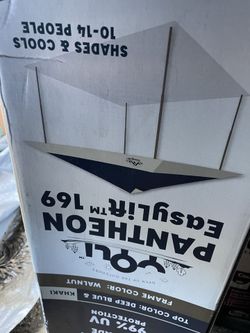 99% UV
PROTECTION
TOP COLOR: DEEP BLUE & KHAKI
FRAME COLOR: WALNUT
YOLI
PANTHEON
EasyLift™ 169
SHADES & COOLS
10-14 PEOPLE